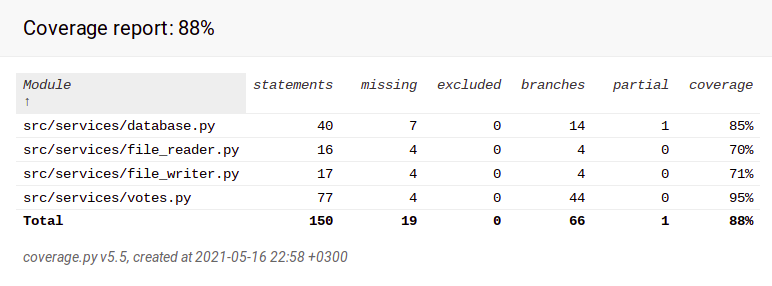 Coverage report: 88%
Module ↑ statements missing excluded branches partial coverage
src/services/database.py 40 7 0 14 1 85%
src/services/file_reader.py 16 4 0 4 0 70%
src/services/file_writer.py 17 4 0 4 0 71%
src/services/votes.py 77 4 0 44 0 95%
Total 150 19 0 66 1 88%
coverage.py v5.5, created at 2021-05-16 22:58 +0300